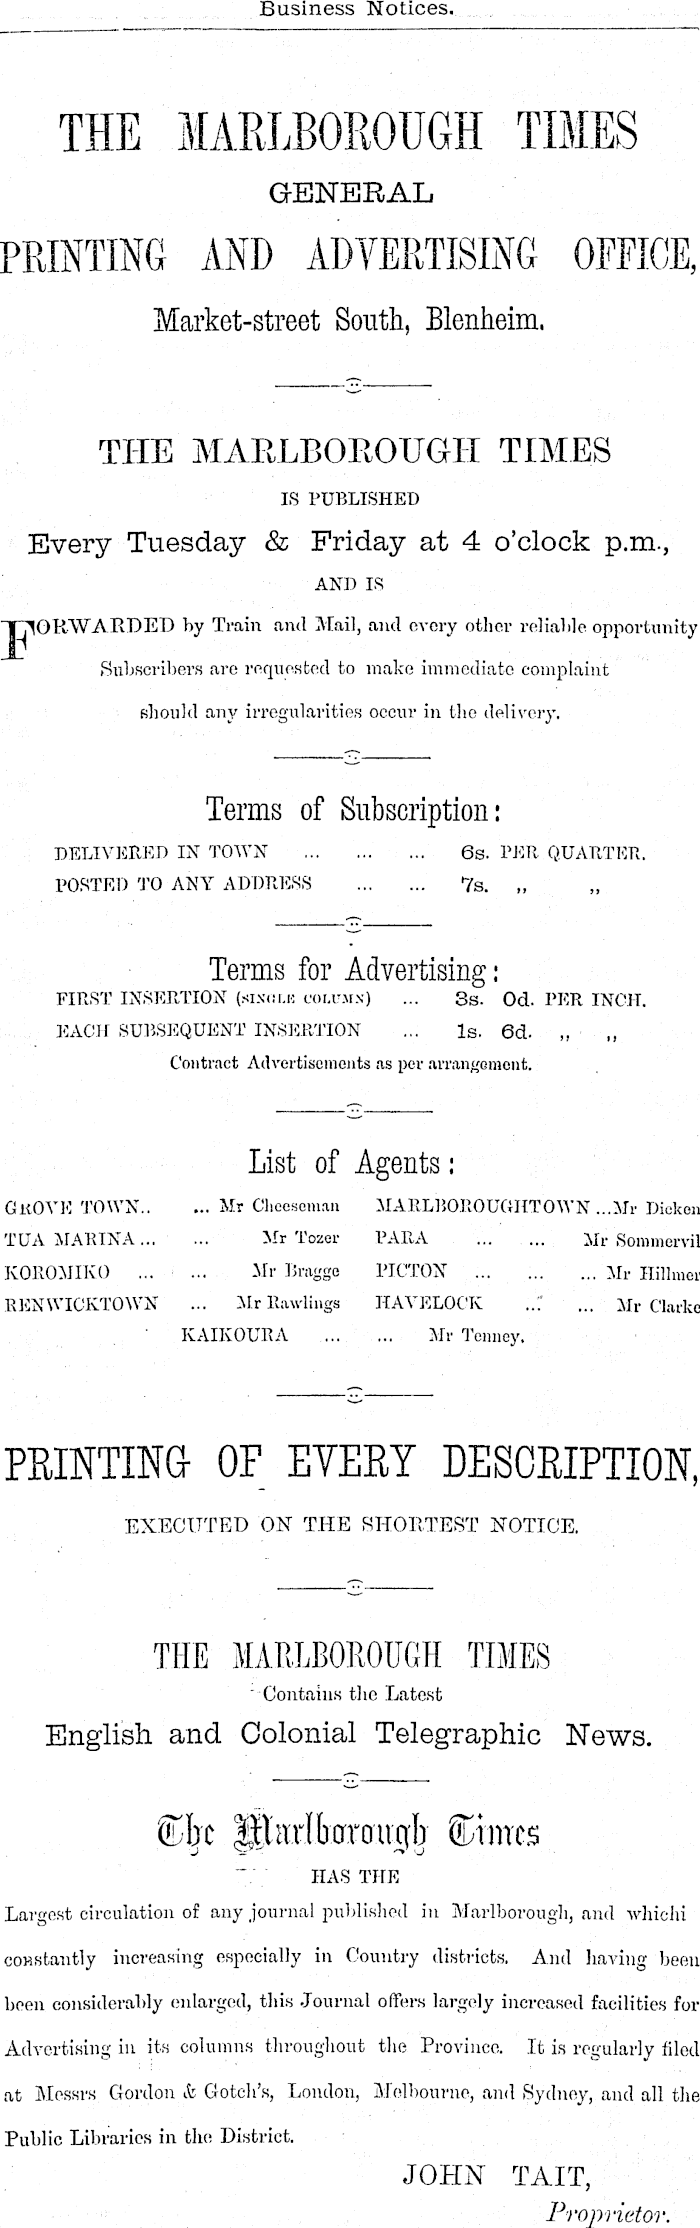 Business Notices.
THE MARLBOROUGH TIMES
GENERAL
PRINTING AND ADVERTISING OFFICE,
Market-street South, Blenheim.
THE MARLBOROUGH TIMES
IS PUBLISHED
Every Tuesday & Friday at 4 o'clock p.m.,
AND IS
FORWARDED by Train and Mail, and every other reliable opportunity
Subscribers are requested to make immediate complaint
should any irregularities occur in the delivery.
Terms of Subscription:
DELIVERED IN TOWN ... ... ... 6s. PER QUARTER.
POSTED TO ANY ADDRESS ... ... 7s. ,, ,,
Terms for Advertising:
FIRST INSERTION (SINGLE COLUMN) ... 3s. 0d. PER INCH.
EACH SUBSEQUENT INSERTION ... 1s. 6d. ,, ,,
Contract Advertisements as per arrangement.
List of Agents:
GROVE TOWN.. ... Mr Cheeseman MARLBOROUGHTOWN ...Mr Dicken
TUA MARINA... ... Mr Tozer PARA ... ... Mr Sommervil
KOROMIKO ... ... Mr Bragge PICTON ... ... ... Mr Hillmer
RENWICKTOWN ... Mr Rawlings HAVELOCK ... ... Mr Clarke
KAIKOURA ... ... Mr Tenney.
PRINTING OF EVERY DESCRIPTION,
EXECUTED ON THE SHORTEST NOTICE.
THE MARLBOROUGH TIMES
Contains the Latest
English and Colonial Telegraphic News.
The Marlborough Times
HAS THE
Largest circulation of any journal published in Marlborough, and whichi
constantly increasing especially in Country districts. And having been
been considerably enlarged, this Journal offers largely increased facilities for
Advertising in its columns throughout the Province. It is regularly filed
at Messrs Gordon & Gotch's, London, Melbourne, and Sydney, and all the
Public Libraries in the District.
JOHN TAIT,
Proprietor.